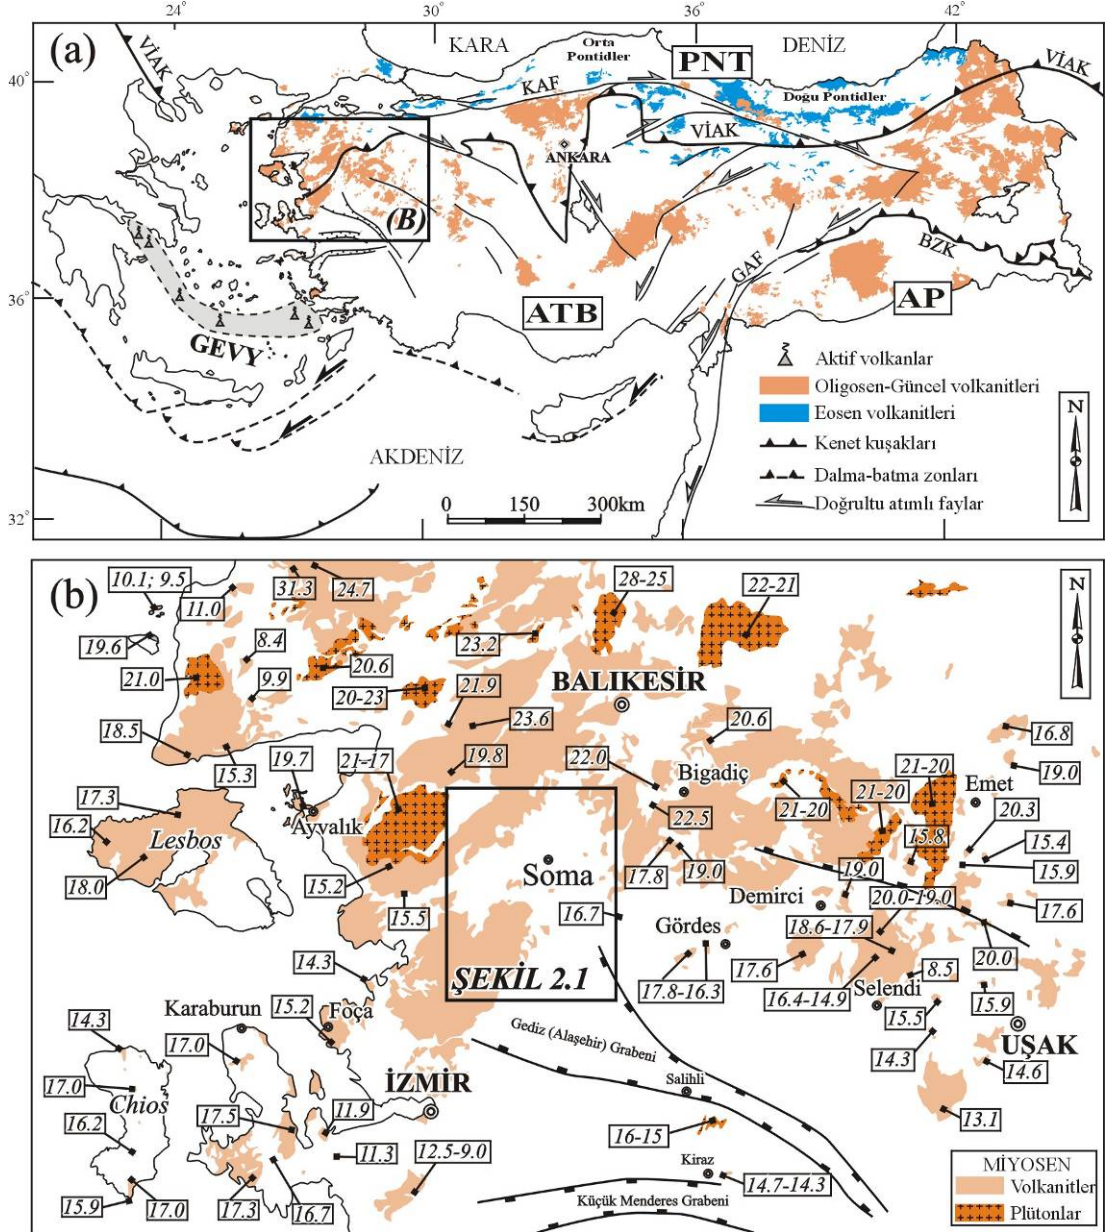 24°
30°
36°
42°
(a)
VİAK
KARA
Orta
Pontidler
PNT
DENİZ
VİAK
40°
KAF
Doğu Pontidler
VİAK
ANKARA
(B)
BZK
GAF
36°
ATB
AP
GEVY
Aktif volkanlar
Oligosen-Güncel volkanitleri
Eosen volkanitleri
N
Kenet kuşakları
AKDENİZ
Dalma-batma zonları
0 150 300km
Doğrultu atımlı faylar
32°
(b)
10.1; 9.5
11.0
31.3
24.7
28-25
22-21
N
19.6
8.4
23.2
21.0
20.6
9.9
20-23
21.9
BALIKESİR
23.6
20.6
16.8
18.5
15.3
19.7
21-17
19.8
22.0
Bigadiç
19.0
21-20
Emet
17.3
21-20
21-20
20.3
Ayvalık
22.5
16.2
Lesbos
15.8
15.4
18.0
15.2
Soma
17.8
19.0
19.0
15.9
Demirci
20.0-19.0
15.5
16.7
17.6
Gördes
18.6-17.9
20.0
14.3
ŞEKİL 2.1
17.8-16.3
17.6
16.4-14.9
8.5
Selendi
15.9
Karaburun
15.2
Foça
15.5
14.3
17.0
Gediz (Alaşehir) Grabeni
14.3
UŞAK
14.6
17.0
Chios
İZMİR
Salihli
16.2
17.5
11.9
13.1
16-15
11.3
12.5-9.0
Kiraz
14.7-14.3
15.9
17.0
17.3
16.7
Küçük Menderes Grabeni
MİYOSEN
Volkanitler
Plütonlar